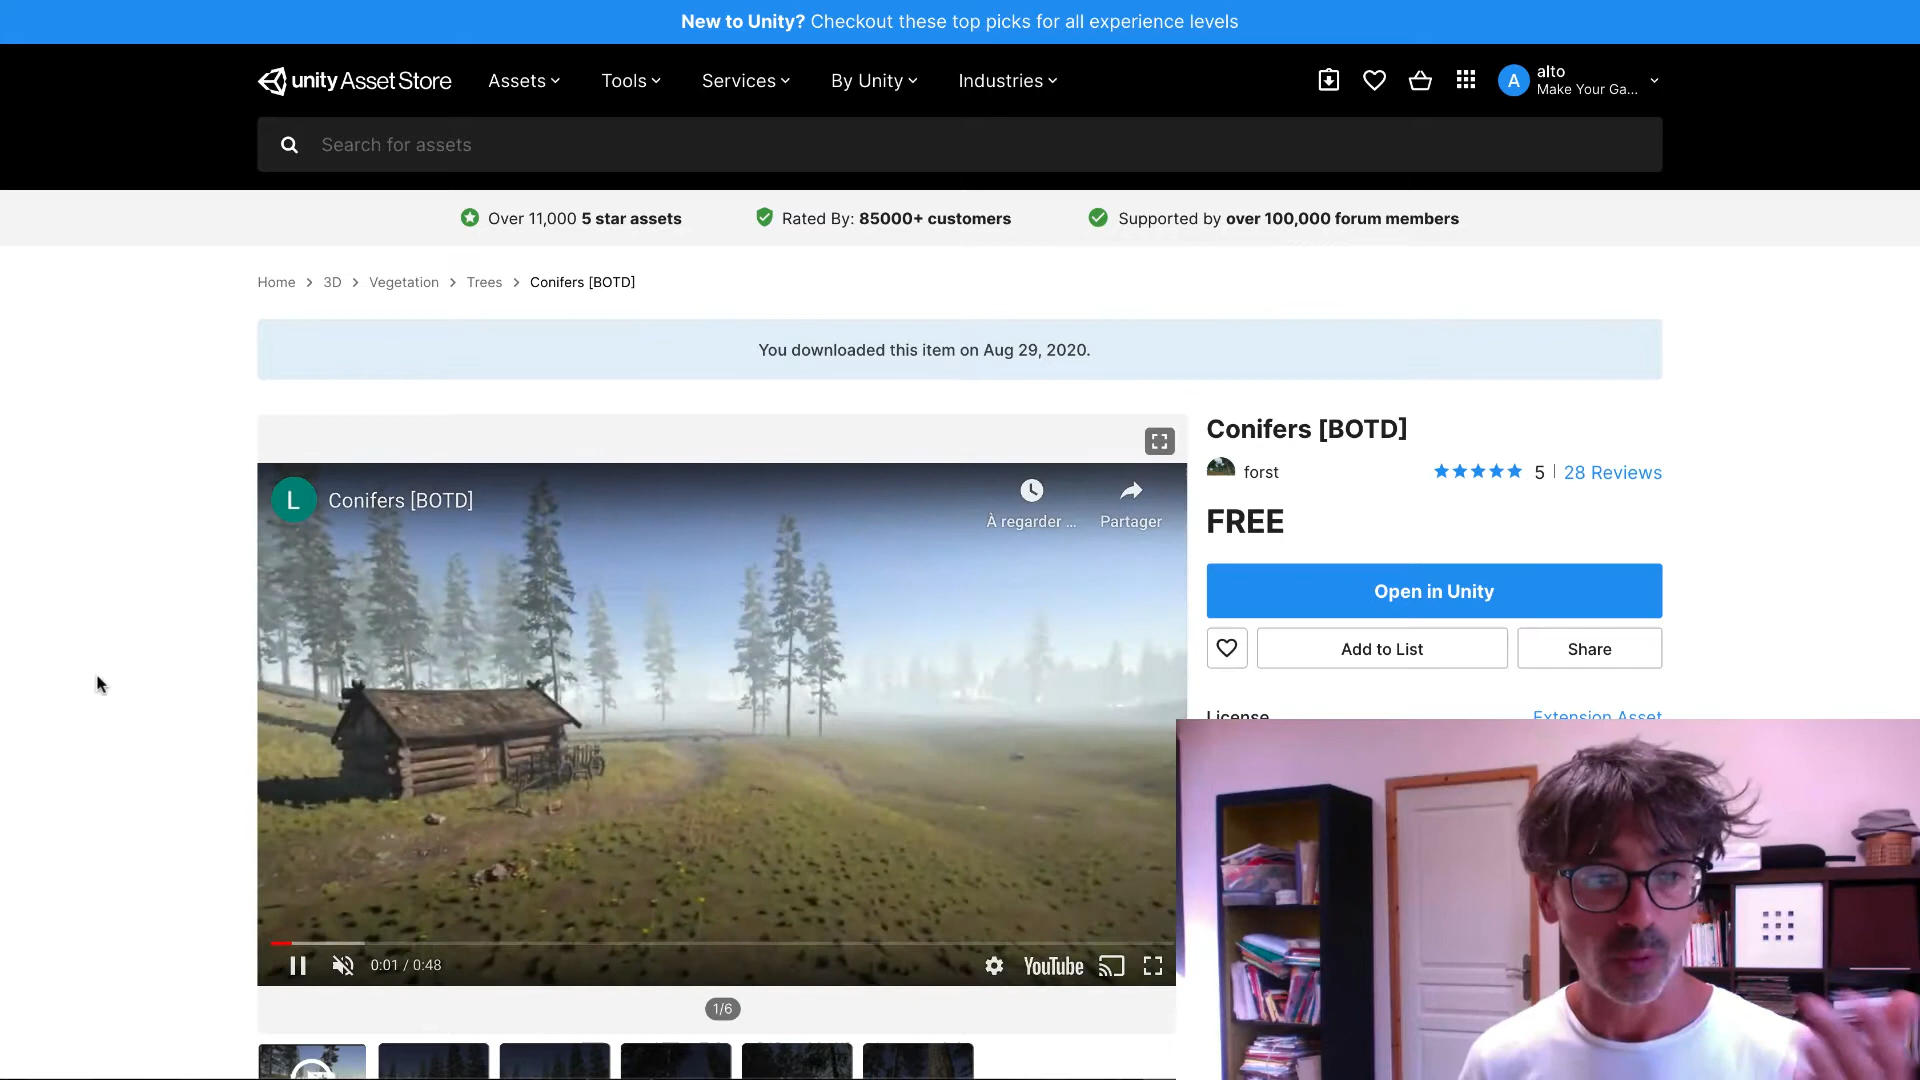 New to Unity? Checkout these top picks for all experience levels
unity Asset Store
Assets
Tools
Services
By Unity
Industries
A
alto
Make Your Ga...
Search for assets
Over 11,000 5 star assets
Rated By: 85000+ customers
Supported by over 100,000 forum members
Home > 3D > Vegetation > Trees > Conifers [BOTD]
You downloaded this item on Aug 29, 2020.
L
Conifers [BOTD]
À regarder ...
Partager
0:01 / 0:48
YouTube
1/6
Conifers [BOTD]
forst
5 | 28 Reviews
FREE
Open in Unity
Add to List
Share
License
Extension Asset